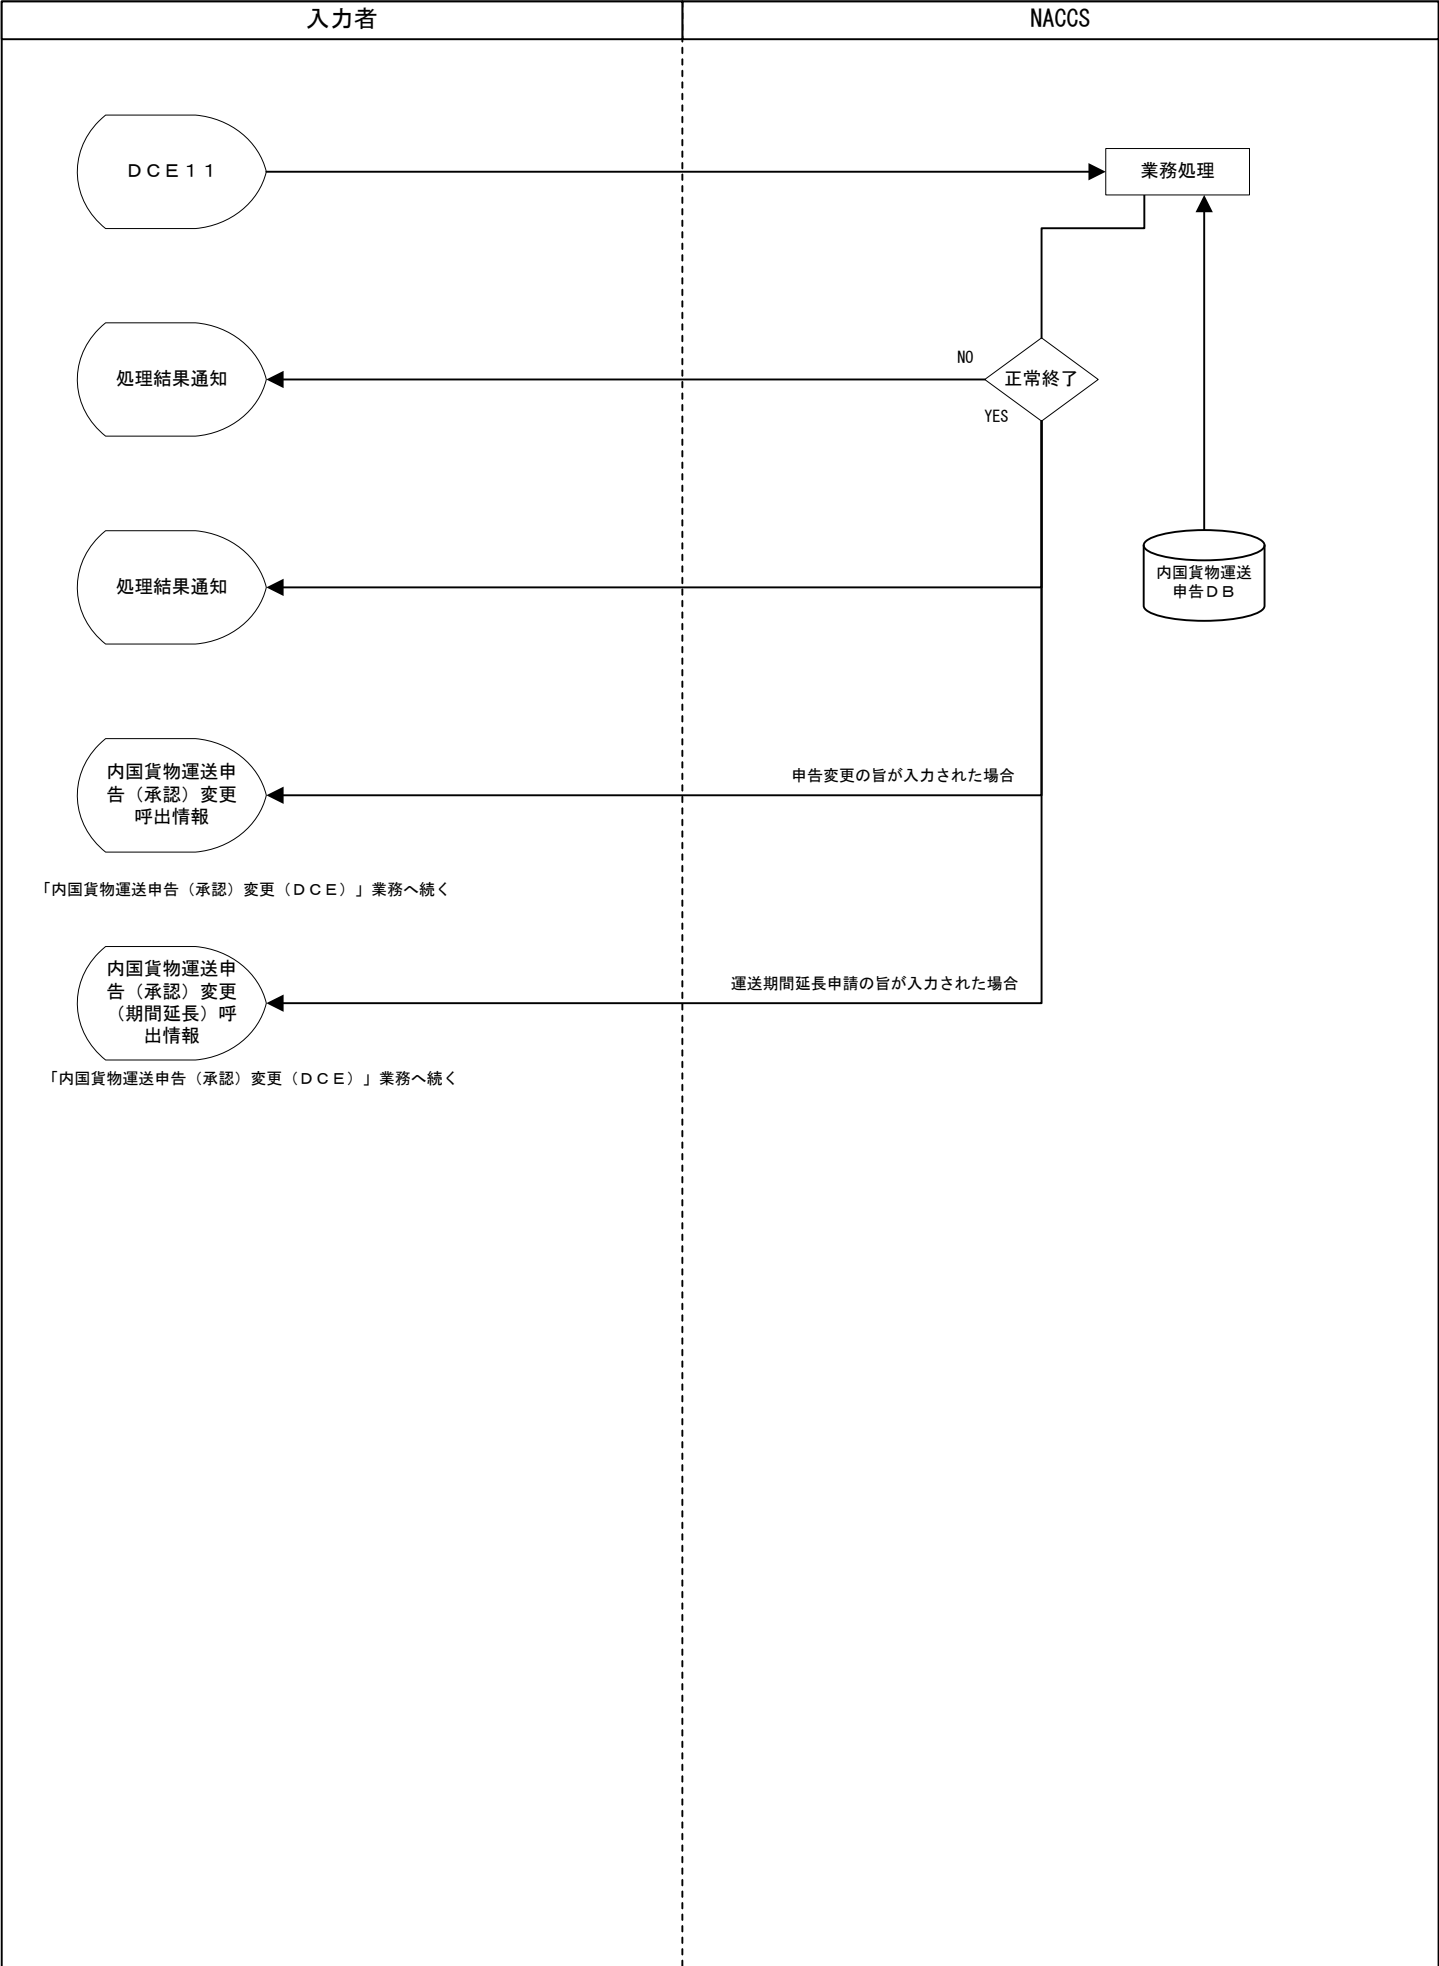 入力者
NACCS
ＤＣＥ１１
業務処理
処理結果通知
NO
正常終了
YES
処理結果通知
内国貨物運送
申告ＤＢ
内国貨物運送申
告（承認）変更
呼出情報
申告変更の旨が入力された場合
「内国貨物運送申告（承認）変更（ＤＣＥ）」業務へ続く
内国貨物運送申
告（承認）変更
（期間延長）呼
出情報
運送期間延長申請の旨が入力された場合
「内国貨物運送申告（承認）変更（ＤＣＥ）」業務へ続く